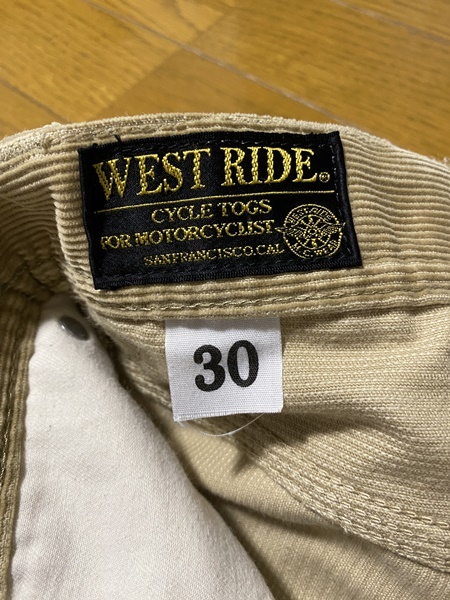 WEST RIDE®
CYCLE TOGS
FOR MOTORCYCLIST
SANFRANCISCO.CAL
30